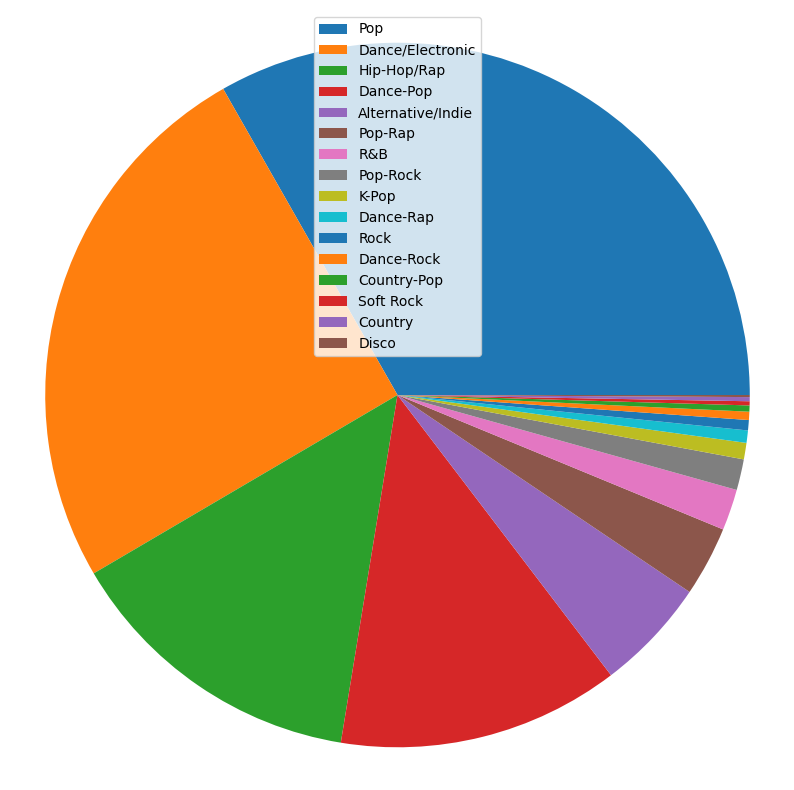 Pop
Dance/Electronic
Hip-Hop/Rap
Dance-Pop
Alternative/Indie
Pop-Rap
R&B
Pop-Rock
K-Pop
Dance-Rap
Rock
Dance-Rock
Country-Pop
Soft Rock
Country
Disco